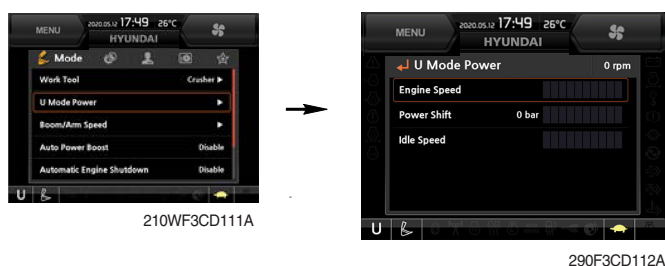 MENU
2020.05.12 17:49 26°C
HYUNDAI
Mode
Work Tool Crusher ▶
U Mode Power ▶
Boom/Arm Speed ▶
Auto Power Boost Disable
Automatic Engine Shutdown Disable
U
210WF3CD111A
MENU
2020.05.12 17:49 26°C
HYUNDAI
U Mode Power 0 rpm
Engine Speed
Power Shift 0 bar
Idle Speed
U
290F3CD112A